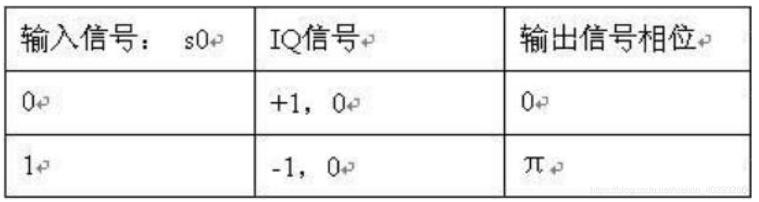 输入信号： s0 IQ信号 输出信号相位
0 +1, 0 0
1 -1, 0 π